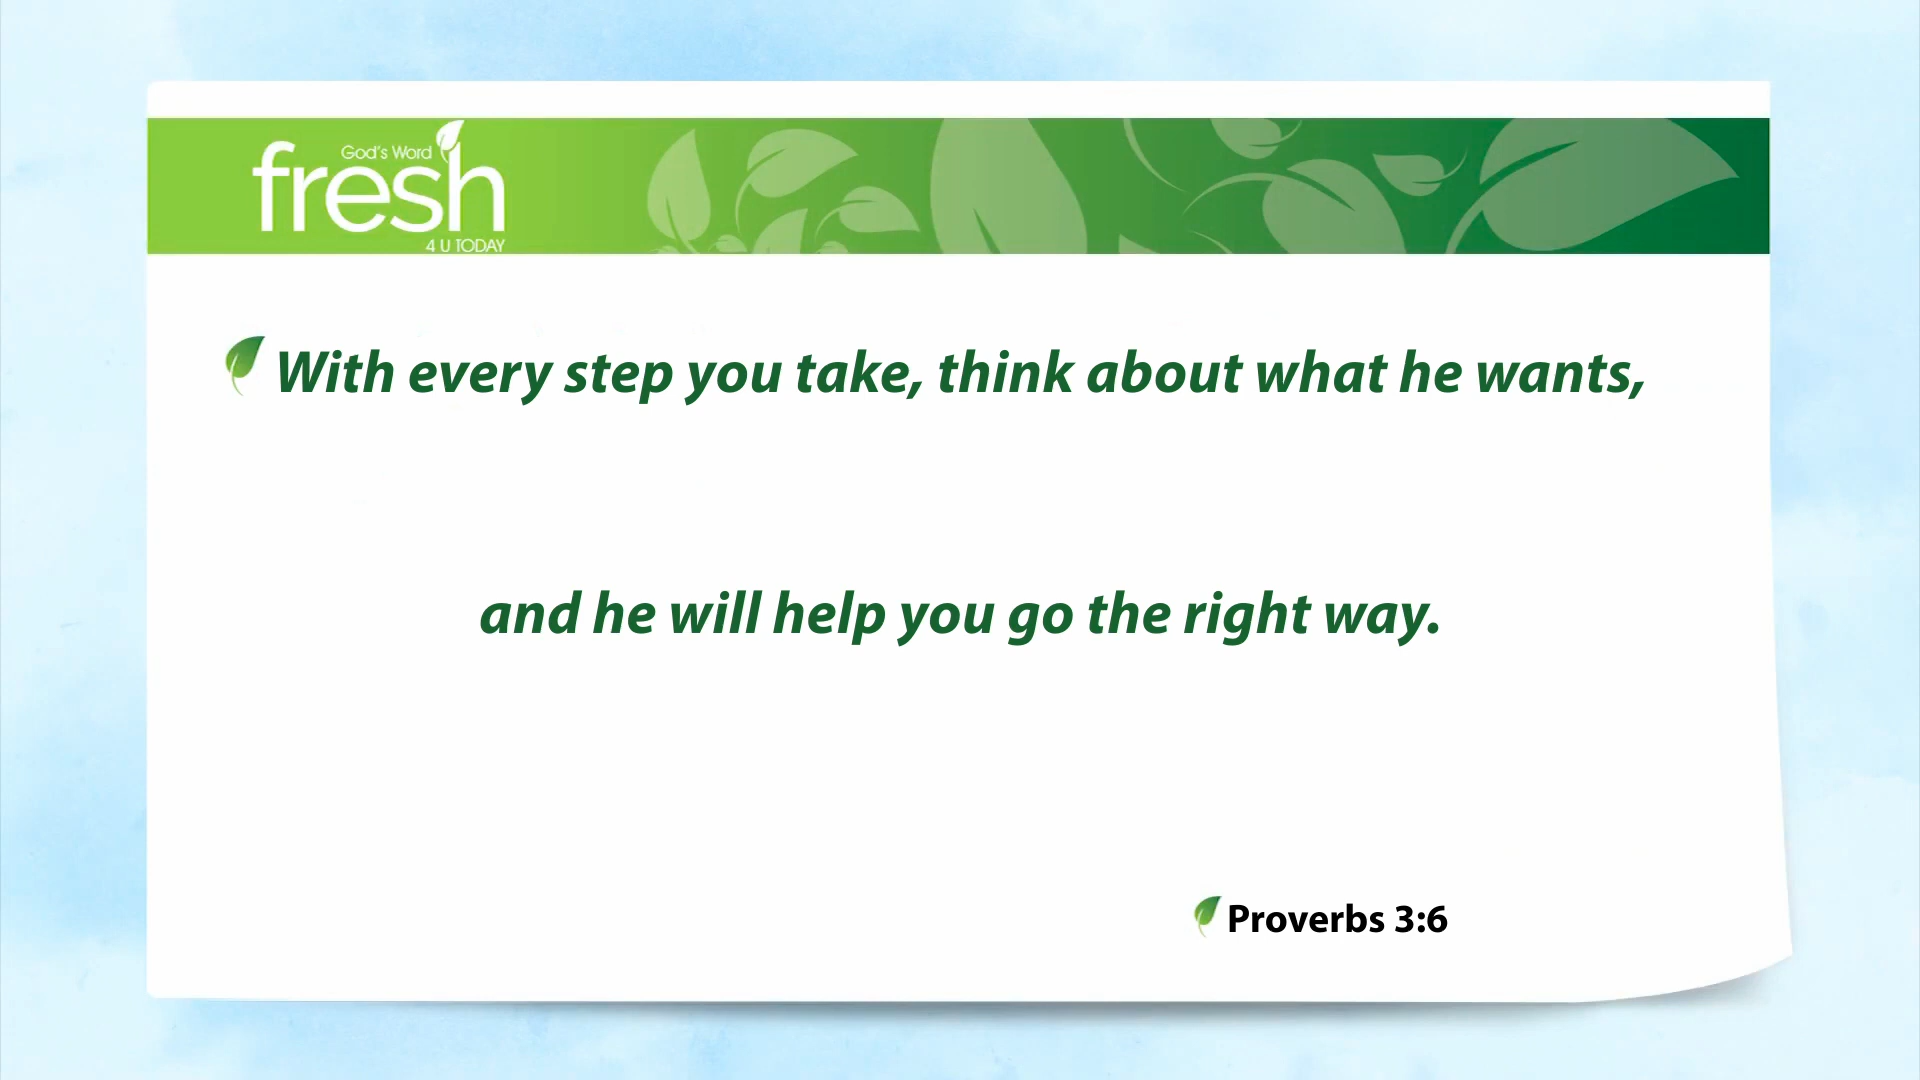 God's Word
fresh
4 U TODAY
With every step you take, think about what he wants,
and he will help you go the right way.
Proverbs 3:6